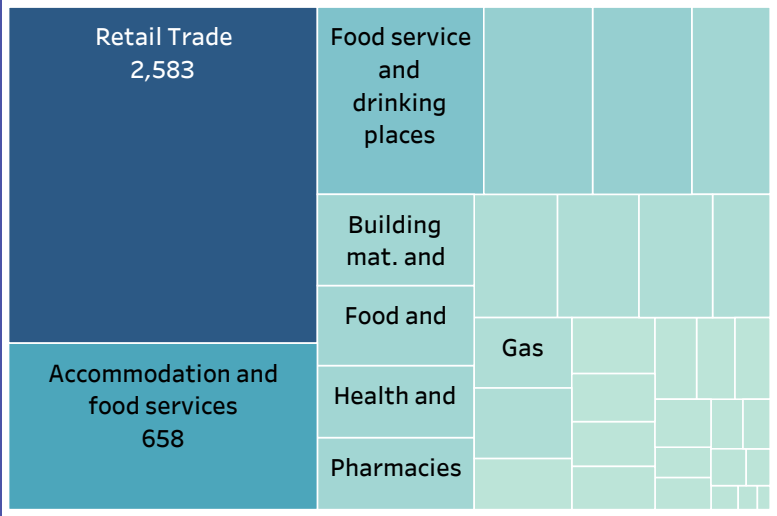 Retail Trade
2,583
Accommodation and
food services
658
Food service
and
drinking
places
Building
mat. and
Food and
Health and
Pharmacies
Gas